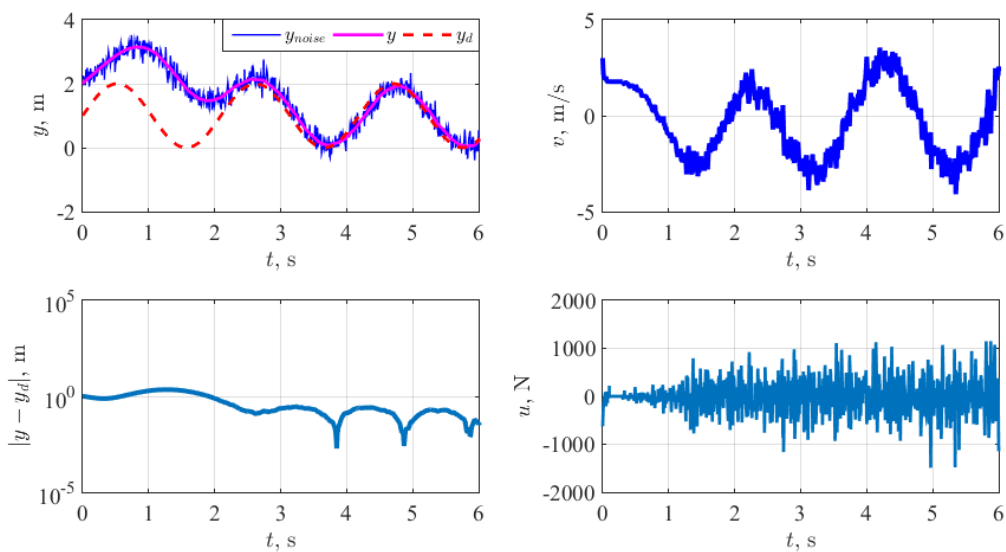 4
2
0
-2
y, m
y_noise y y_d
0 1 2 3 4 5 6
t, s
5
0
-5
v, m/s
0 1 2 3 4 5 6
t, s
10^5
10^0
10^-5
|y − y_d|, m
0 1 2 3 4 5 6
t, s
2000
1000
0
-1000
-2000
u, N
0 1 2 3 4 5 6
t, s